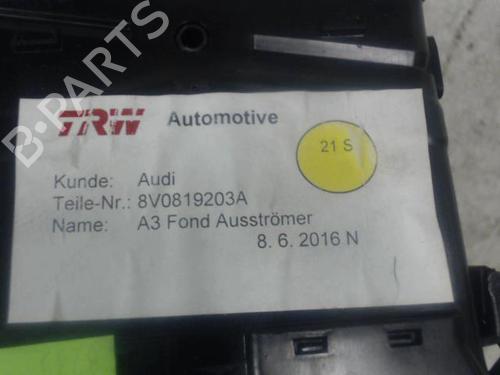 TRW Automotive
21 S
Kunde: Audi
Teile-Nr.: 8V0819203A
Name: A3 Fond Ausströmer
8. 6. 2016 N
B-PARTS